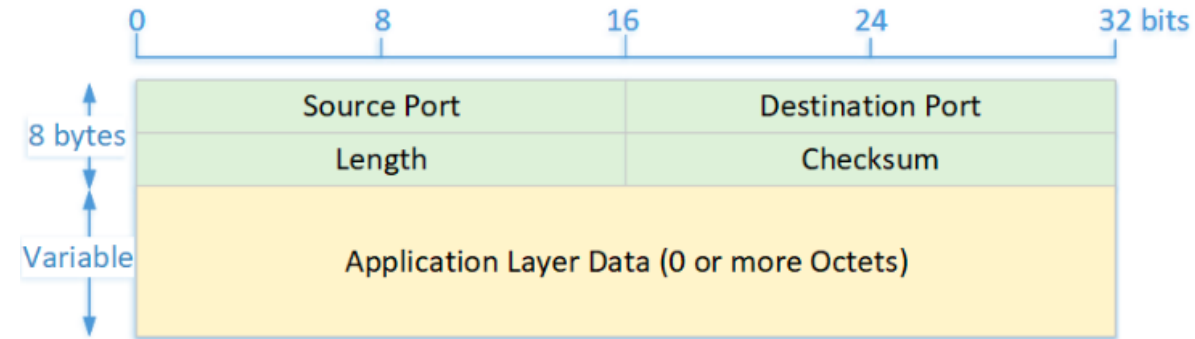 0 8 16 24 32 bits
Source Port Destination Port
8 bytes
Length Checksum
Variable
Application Layer Data (0 or more Octets)